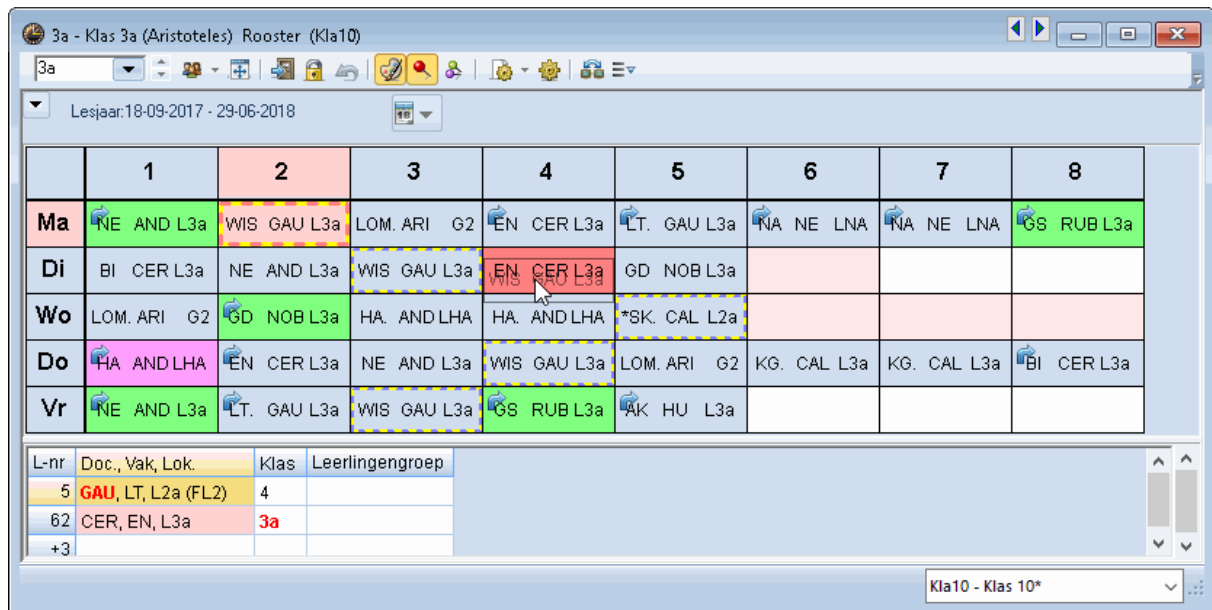 3a - Klas 3a (Aristoteles) Rooster (Kla10)
3a
Lesjaar:18-09-2017 - 29-06-2018
18
1 2 3 4 5 6 7 8
Ma NE AND L3a WIS GAU L3a LOM. ARI G2 EN CER L3a LT. GAU L3a NA NE LNA NA NE LNA GS RUB L3a
Di BI CER L3a NE AND L3a WIS GAU L3a EN CER L3a WIS GAU L3a GD NOB L3a
Wo LOM. ARI G2 GD NOB L3a HA. AND LHA HA. AND LHA *SK. CAL L2a
Do HA AND LHA EN CER L3a NE AND L3a WIS GAU L3a LOM. ARI G2 KG. CAL L3a KG. CAL L3a BI CER L3a
Vr NE AND L3a LT. GAU L3a WIS GAU L3a GS RUB L3a AK HU L3a
L-nr Doc., Vak, Lok. Klas Leerlingengroep
5 GAU, LT, L2a (FL2) 4
62 CER, EN, L3a 3a
+3
Kla10 - Klas 10*